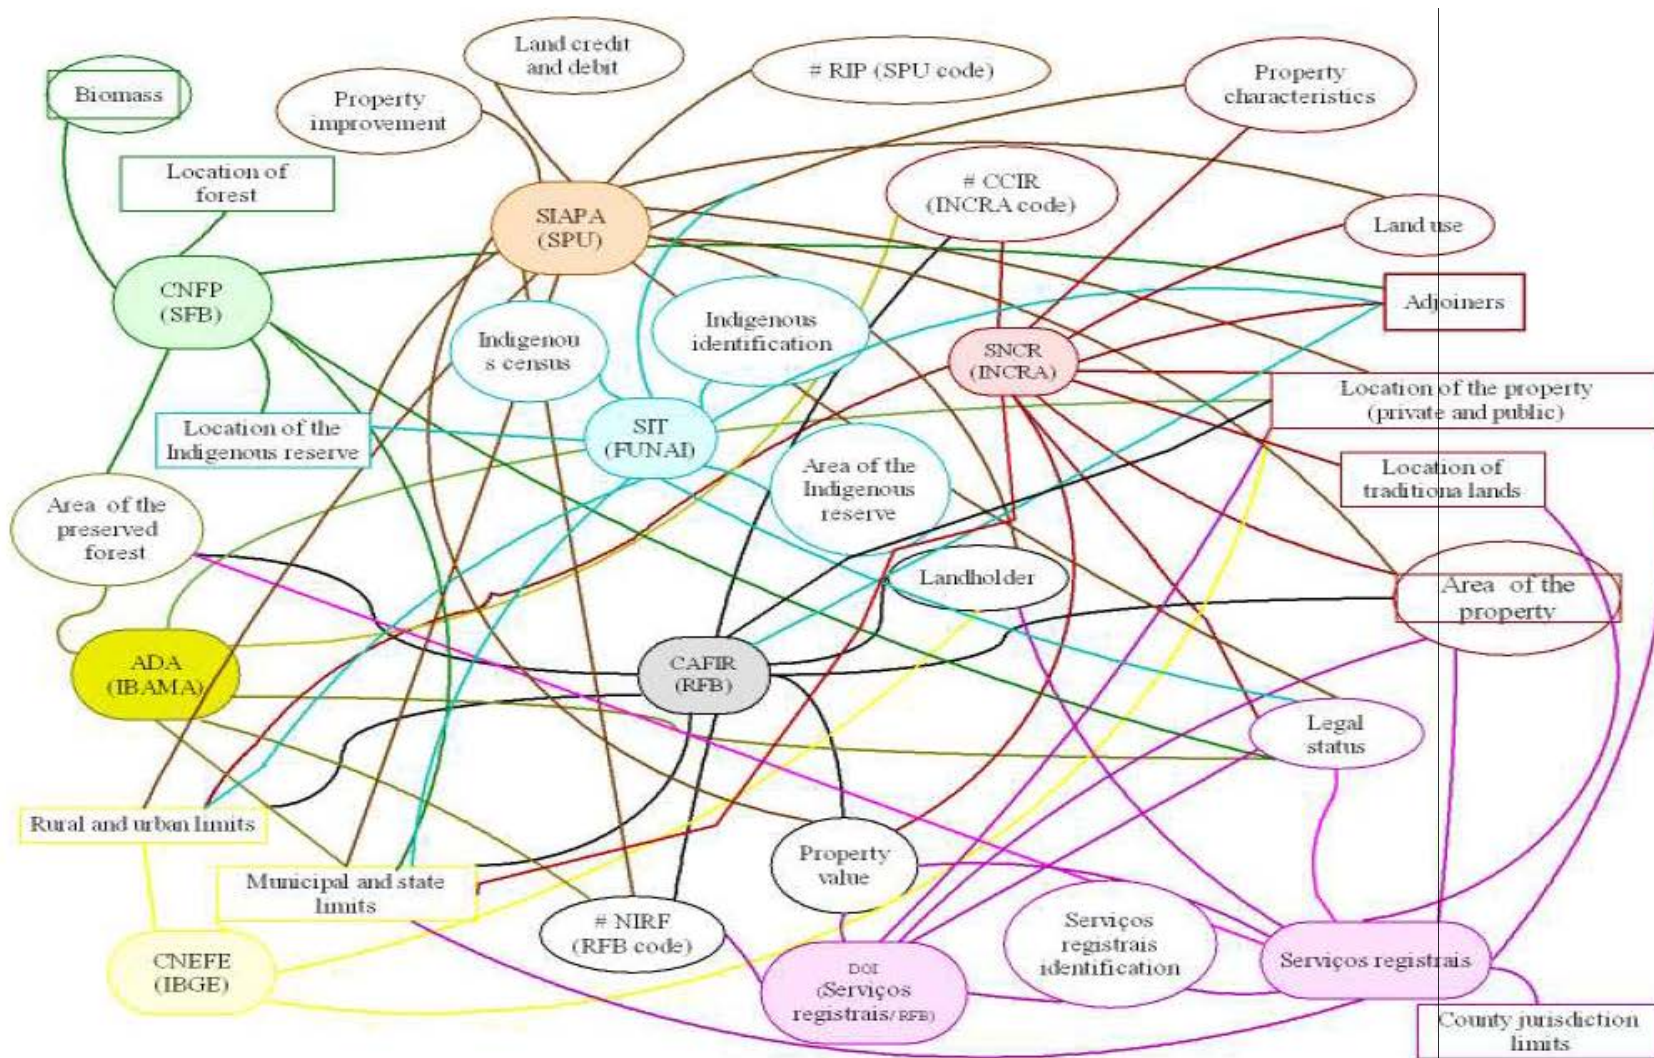 Land credit
and debit
# RIP (SPU code)
Property
characteristics
Biomass
Property
improvement
Location of
forest
# CCIR
(INCRA code)
SIAPA
(SPU)
Land use
CNFP
(SFB)
Adjoiners
Indigenou
s census
Indigenous
identification
SNCR
(INCRA)
Location of the property
(private and public)
Location of the
Indigenous reserve
SIT
(FUNAI)
Area of the
Indigenous
reserve
Location of
traditiona lands
Area of the
preserved
forest
Landholder
Area of the
property
ADA
(IBAMA)
CAFIR
(RFB)
Legal
status
Rural and urban limits
Municipal and state
limits
Property
value
# NIRF
(RFB code)
Serviços
registrais
identification
CNEFE
(IBGE)
DOI
(Serviços
registrais/ RFB)
Serviços registrais
County jurisdiction
limits